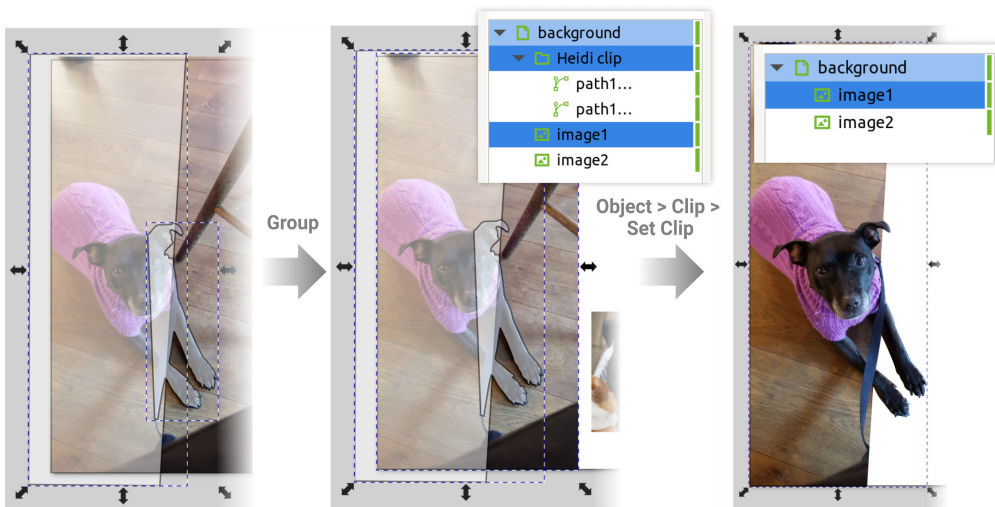 Group
background
Heidi clip
path1...
path1...
image1
image2
Object > Clip >
Set Clip
background
image1
image2